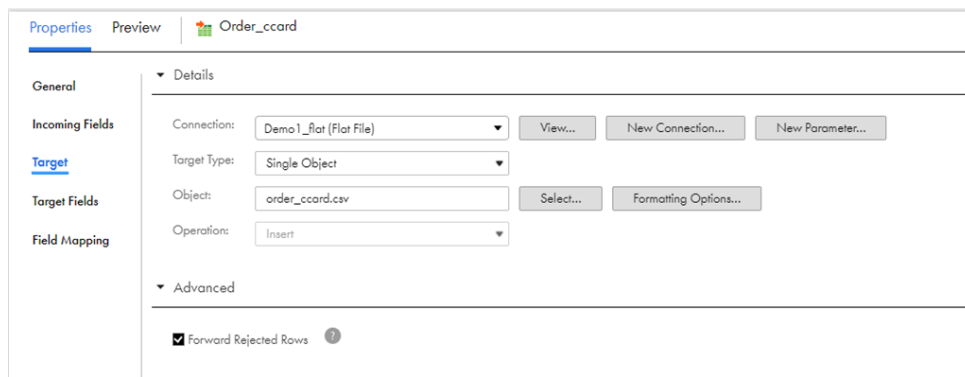 Properties Preview Order_ccard
General
Incoming Fields
Target
Target Fields
Field Mapping
Details
Connection: Demo1_flat (Flat File) View... New Connection... New Parameter...
Target Type: Single Object
Object: order_ccard.csv Select... Formatting Options...
Operation: Insert
Advanced
Forward Rejected Rows ?